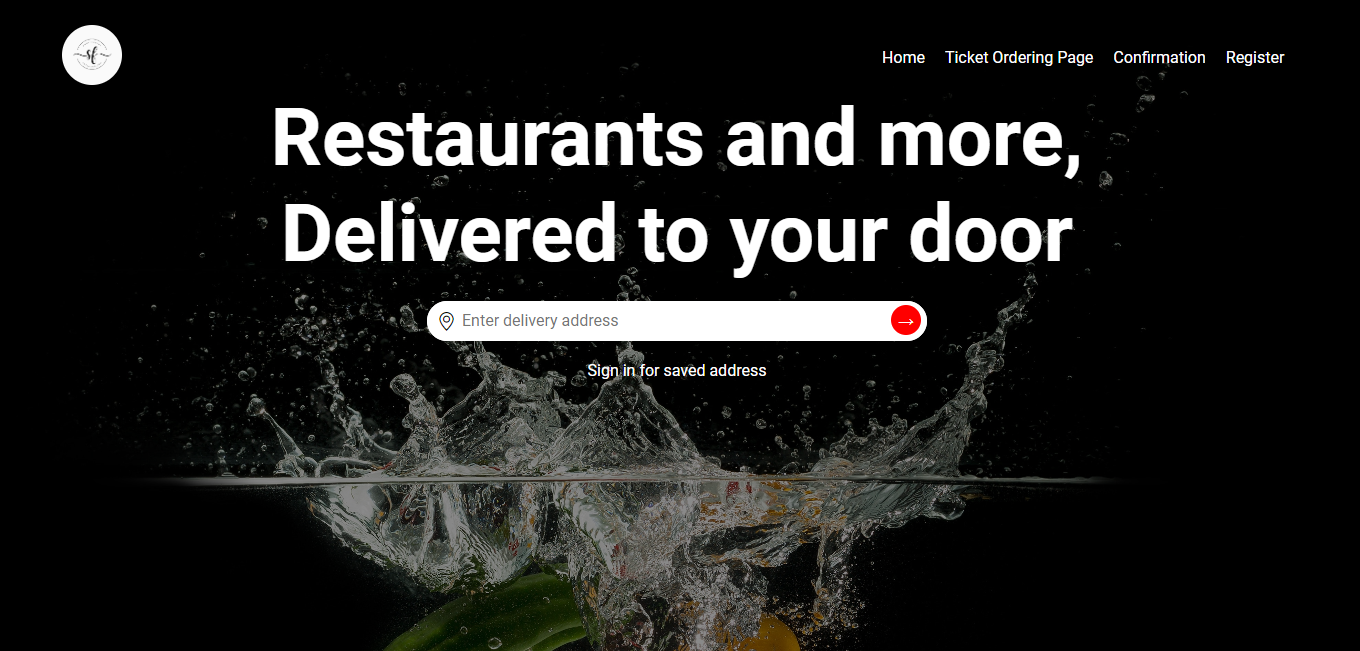 sf
Home
Ticket Ordering Page
Confirmation
Register
Restaurants and more,
Delivered to your door
Enter delivery address
Sign in for saved address